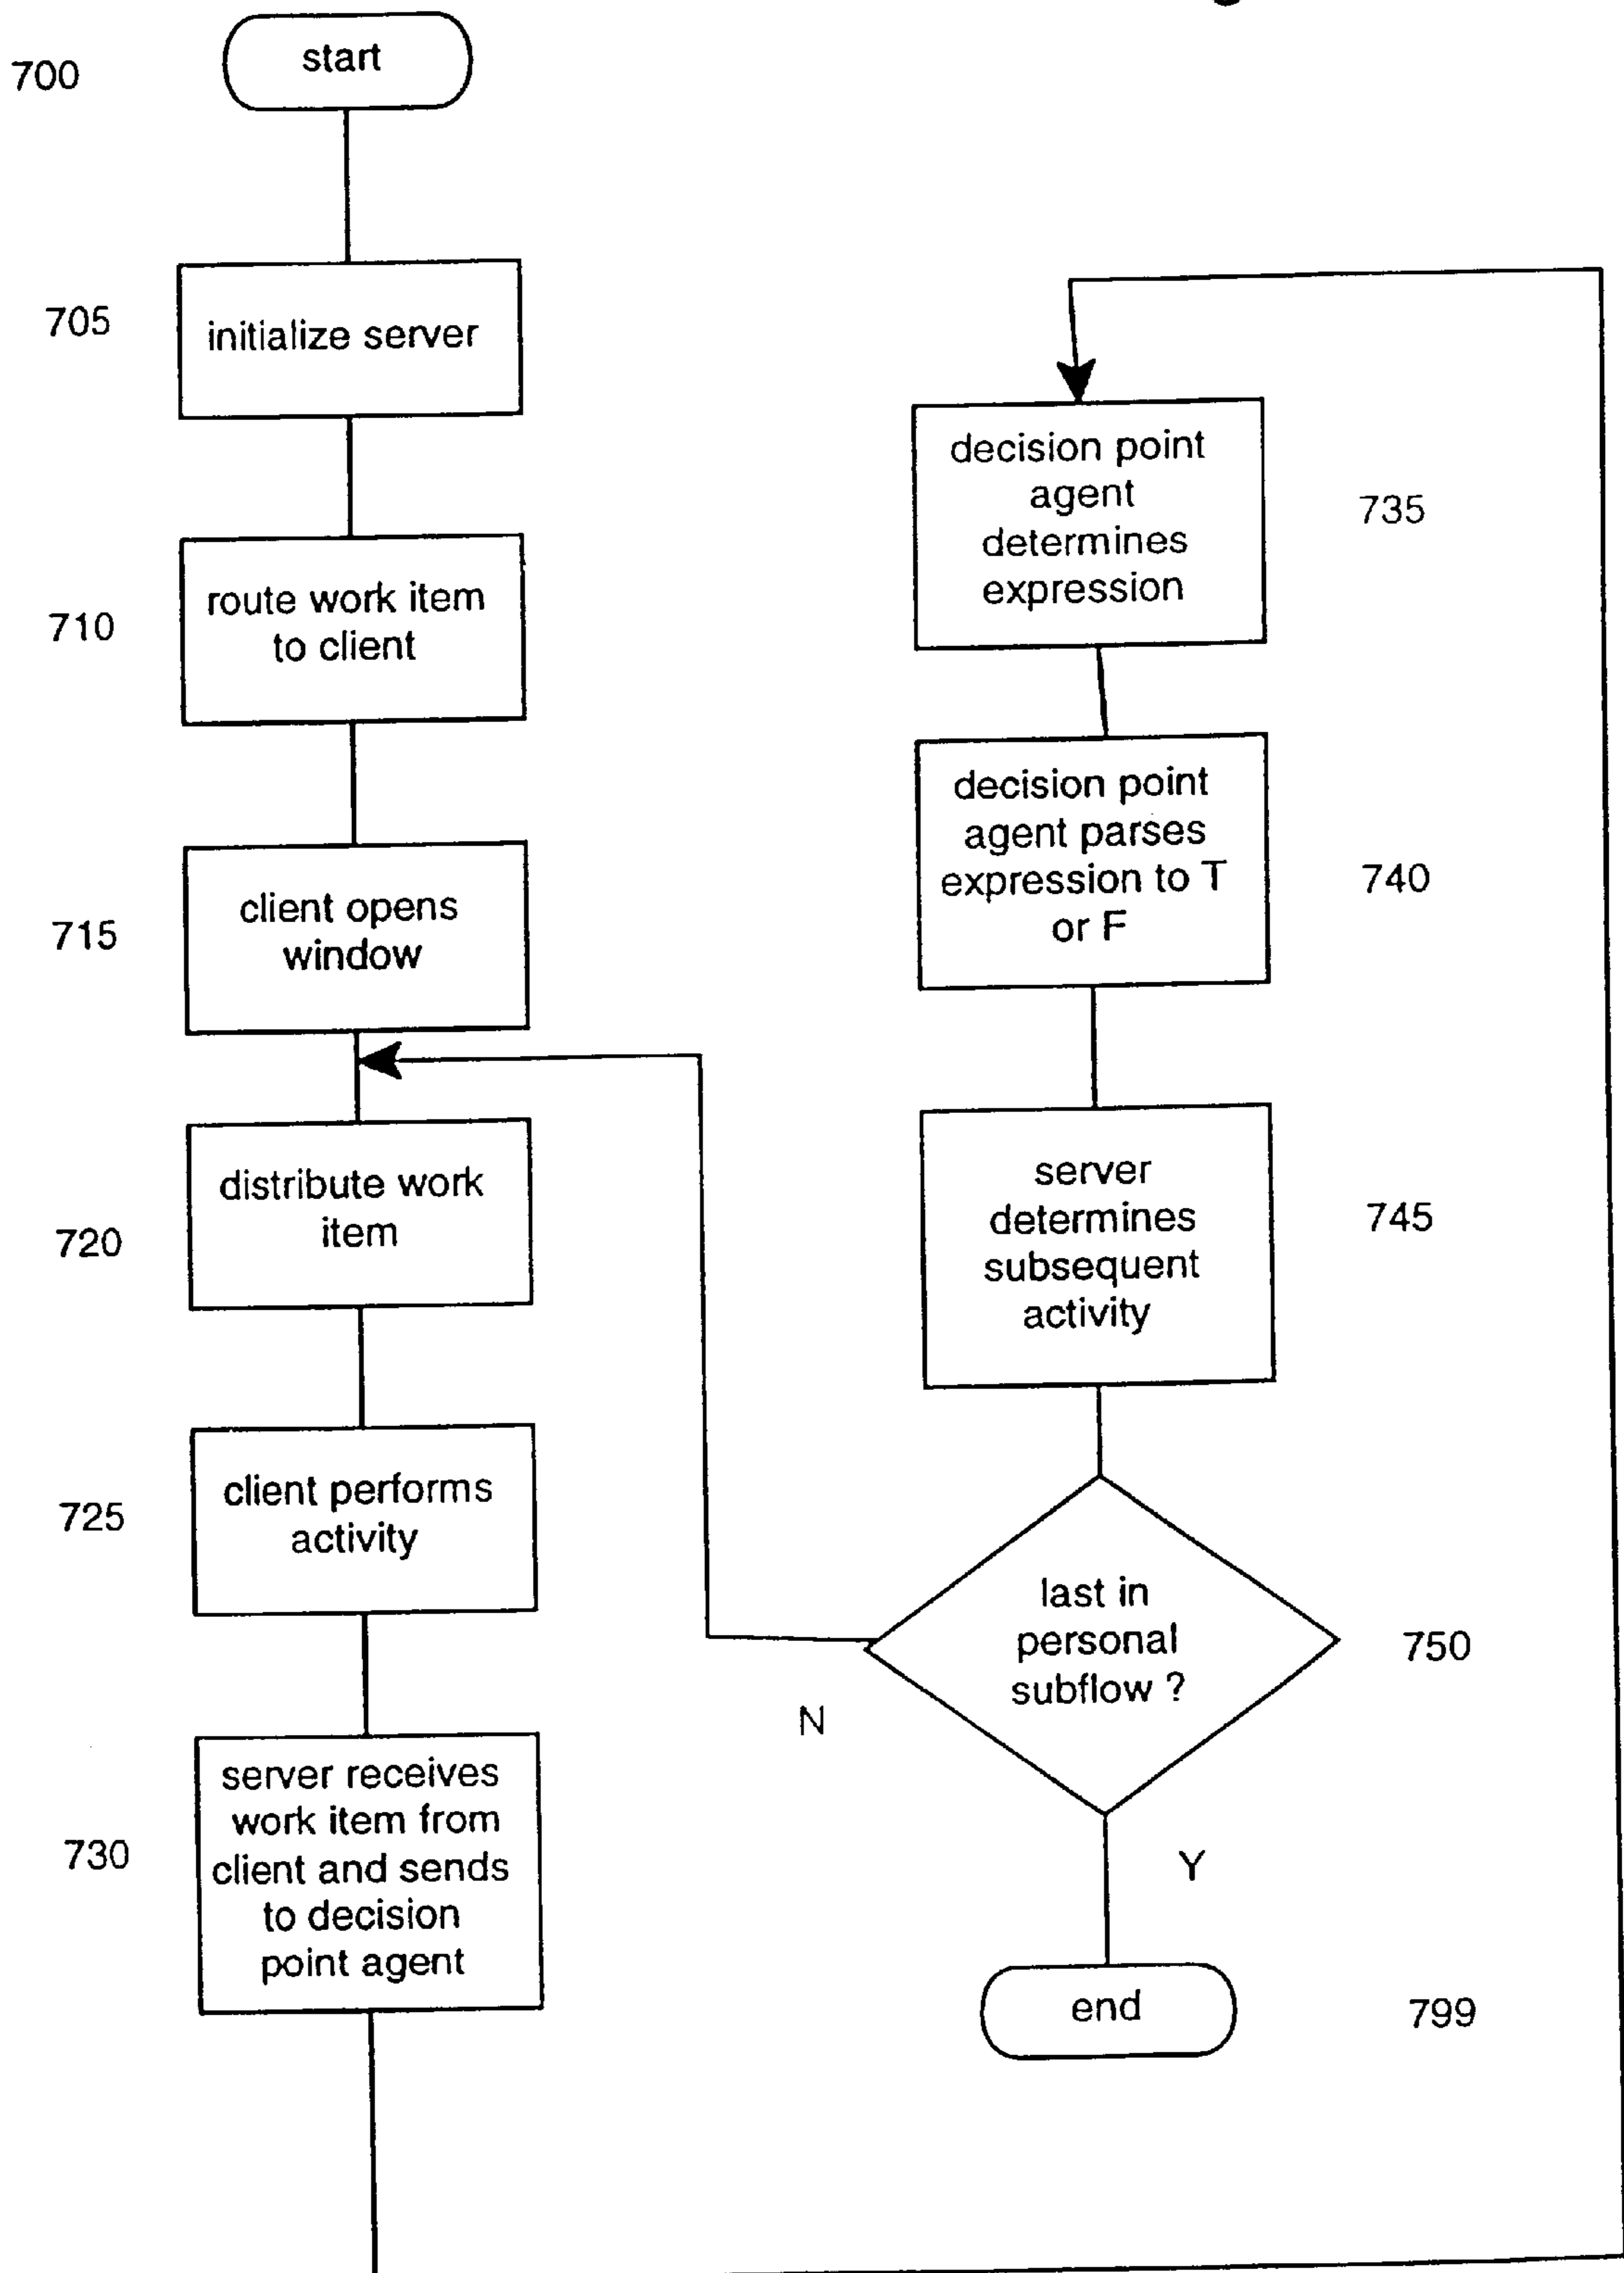 700
start
705
initialize server
710
route work item
to client
715
client opens
window
720
distribute work
item
725
client performs
activity
730
server receives
work item from
client and sends
to decision
point agent
decision point
agent
determines
expression
735
decision point
agent parses
expression to T
or F
740
server
determines
subsequent
activity
745
last in
personal
subflow ?
750
N
Y
end
799